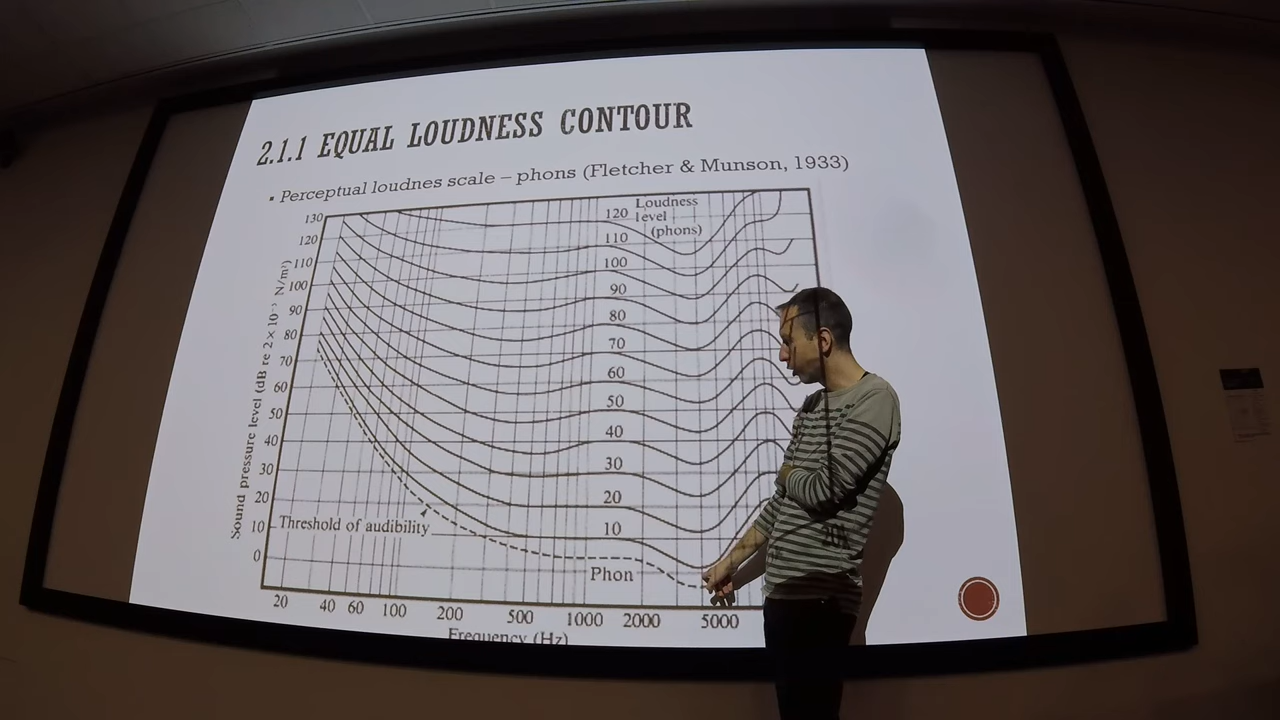 2.1.1 EQUAL LOUDNESS CONTOUR
▪ Perceptual loudnes scale – phons (Fletcher & Munson, 1933)
Loudness
level
(phons)
130
120
110
100
90
80
70
60
50
40
30
20
10
0
Sound pressure level (dB re 2 × 10⁻⁵ N/m²)
120
110
100
90
80
70
60
50
40
30
20
10
Threshold of audibility
Phon
20 40 60 100 200 500 1000 2000 5000
Frequency (Hz)